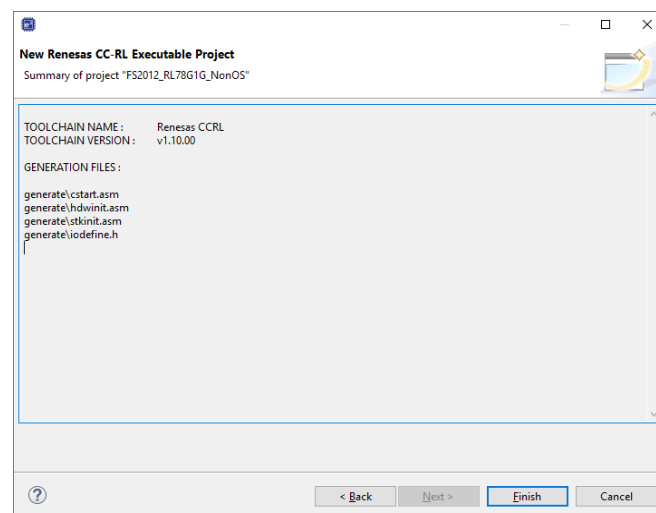 New Renesas CC-RL Executable Project
Summary of project "FS2012_RL78G1G_NonOS"
TOOLCHAIN NAME : Renesas CCRL
TOOLCHAIN VERSION : v1.10.00
GENERATION FILES :
generate\cstart.asm
generate\hdwinit.asm
generate\stkinit.asm
generate\iodefine.h
? < Back Next > Finish Cancel